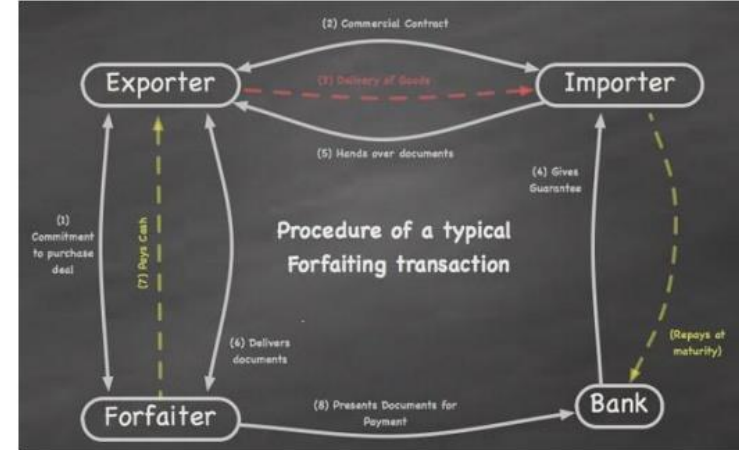 (2) Commercial Contract
Exporter
(3) Delivery of Goods
Importer
(5) Hands over documents
(4) Gives
Guarantee
(1)
Commitment
to purchase
deal
(7) Pays Cash
Procedure of a typical
Forfaiting transaction
(6) Delivers
documents
(Repays at
maturity)
Forfaiter
(8) Presents Documents for
Payment
Bank